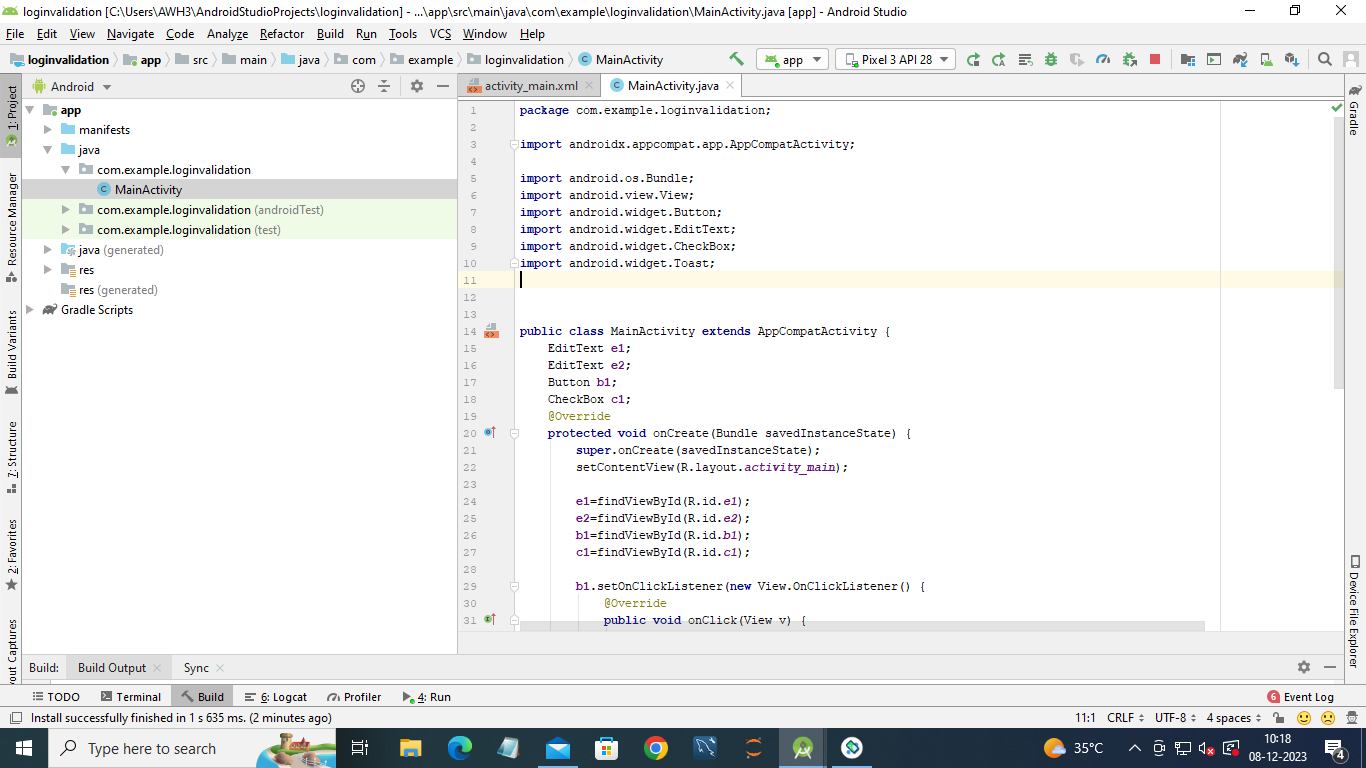 loginvalidation [C:\Users\AWH3\AndroidStudioProjects\loginvalidation] - ...\app\src\main\java\com\example\loginvalidation\MainActivity.java [app] - Android Studio
File Edit View Navigate Code Analyze Refactor Build Run Tools VCS Window Help
loginvalidation app src main java com example loginvalidation MainActivity app Pixel 3 API 28
Android
activity_main.xml MainActivity.java
1: Project
Resource Manager
Build Variants
7: Structure
2: Favorites
out Captures
app
manifests
java
com.example.loginvalidation
MainActivity
com.example.loginvalidation (androidTest)
com.example.loginvalidation (test)
java (generated)
res
res (generated)
Gradle Scripts
1 package com.example.loginvalidation;
2
3 import androidx.appcompat.app.AppCompatActivity;
4
5 import android.os.Bundle;
6 import android.view.View;
7 import android.widget.Button;
8 import android.widget.EditText;
9 import android.widget.CheckBox;
10 import android.widget.Toast;
11
12
13
14 public class MainActivity extends AppCompatActivity {
15 EditText e1;
16 EditText e2;
17 Button b1;
18 CheckBox c1;
19 @Override
20 protected void onCreate(Bundle savedInstanceState) {
21 super.onCreate(savedInstanceState);
22 setContentView(R.layout.activity_main);
23
24 e1=findViewById(R.id.e1);
25 e2=findViewById(R.id.e2);
26 b1=findViewById(R.id.b1);
27 c1=findViewById(R.id.c1);
28
29 b1.setOnClickListener(new View.OnClickListener() {
30 @Override
31 public void onClick(View v) {
Gradle
Device File Explorer
Build: Build Output Sync
TODO Terminal Build 6: Logcat Profiler 4: Run 6 Event Log
Install successfully finished in 1 s 635 ms. (2 minutes ago) 11:1 CRLF UTF-8 4 spaces
Type here to search 35°C 10:18
08-12-2023
4